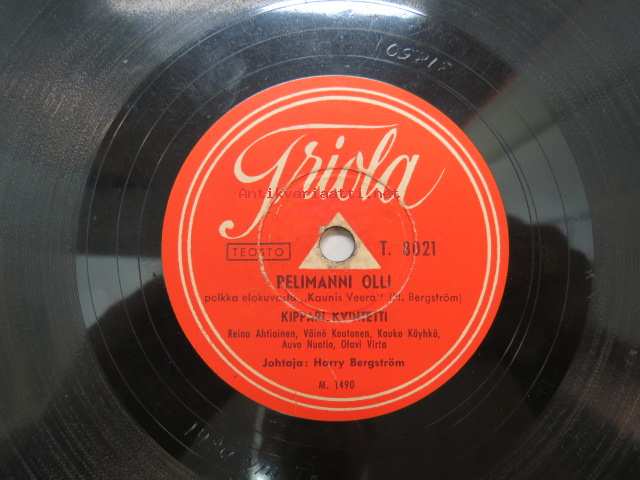 Triola
Antikvariaatti.net
TEOSTO
T. 8021
PELIMANNI OLLI
polkka elokuvasta „Kaunis Veera" (H. Bergström)
KIPPARI KVINTETTI
Reino Ahtiainen, Väinö Kautonen, Kauko Käyhkö,
Auvo Nuotio, Olavi Virta
Johtaja: Harry Bergström
M. 1490